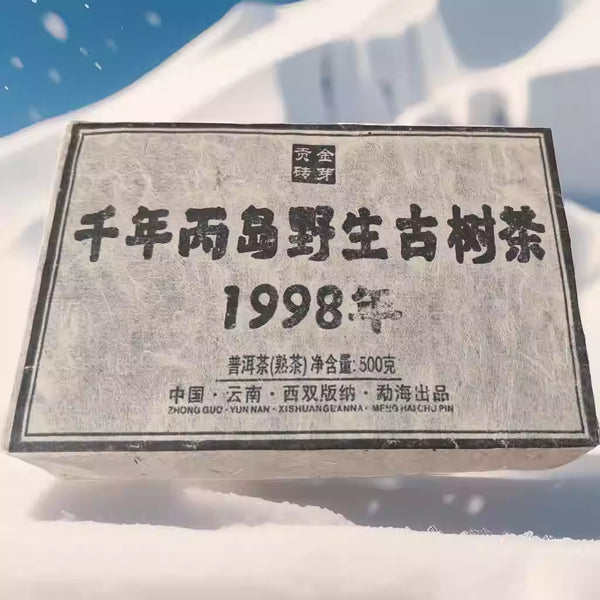 金芽贡砖
千年两岛野生古树茶
1998年
普洱茶(熟茶) 净含量: 500克
中国·云南·西双版纳·勐海出品
ZHONG GUO · YUN NAN · XISHUANGBANNA · MENG HAI CHU PIN